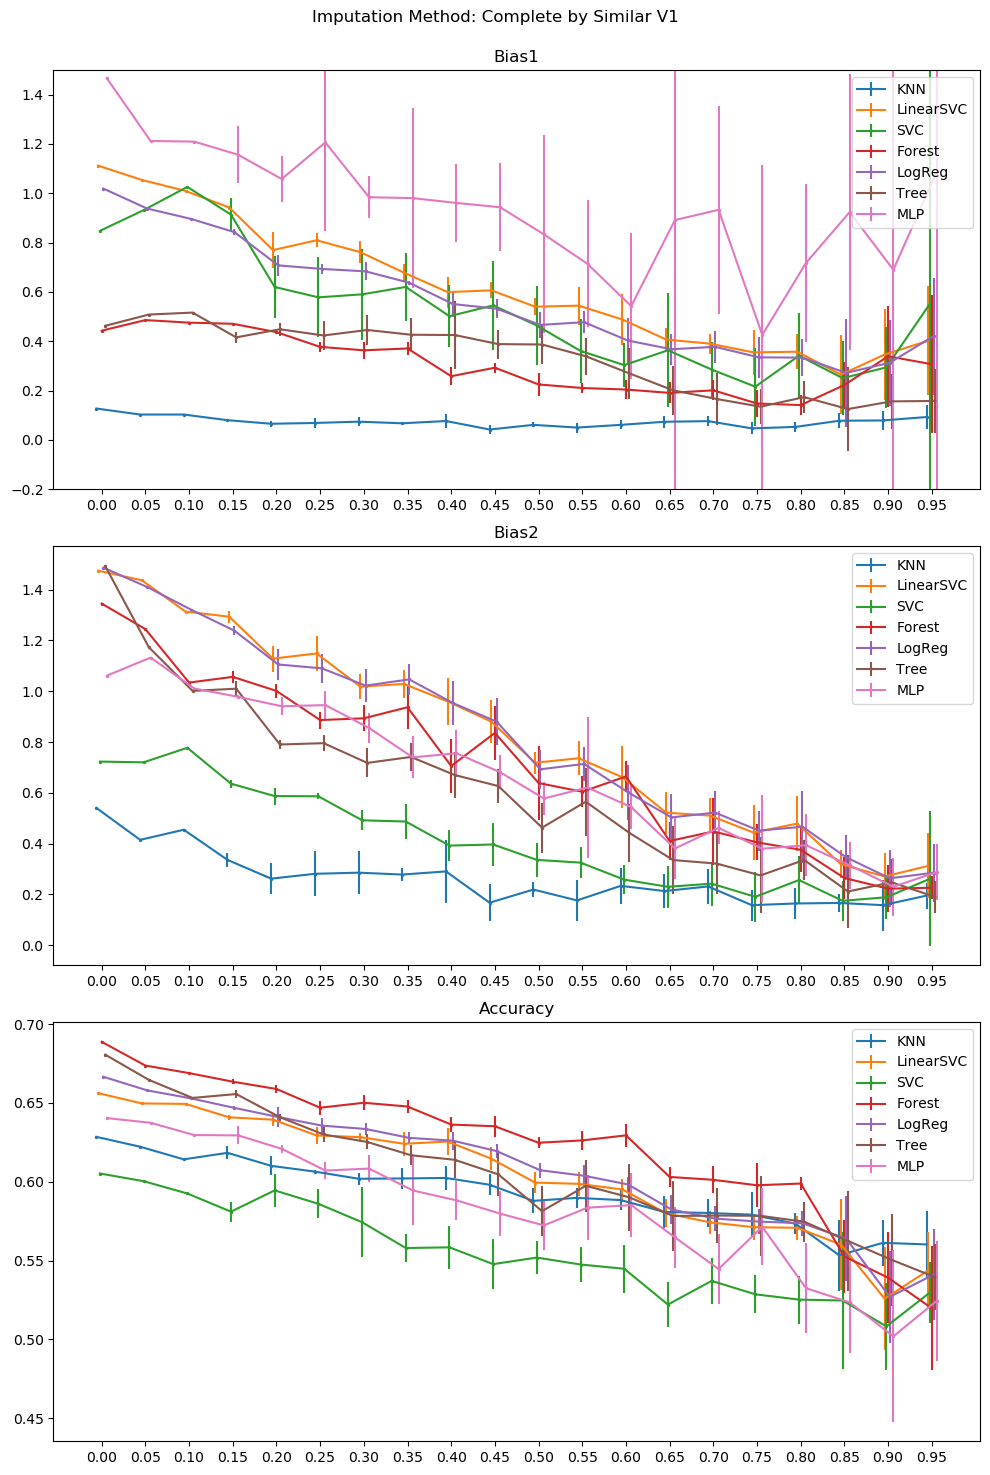 Imputation Method: Complete by Similar V1
Bias1
1.4
1.2
1.0
0.8
0.6
0.4
0.2
0.0
−0.2
KNN
LinearSVC
SVC
Forest
LogReg
Tree
MLP
0.00 0.05 0.10 0.15 0.20 0.25 0.30 0.35 0.40 0.45 0.50 0.55 0.60 0.65 0.70 0.75 0.80 0.85 0.90 0.95
Bias2
1.4
1.2
1.0
0.8
0.6
0.4
0.2
0.0
KNN
LinearSVC
SVC
Forest
LogReg
Tree
MLP
0.00 0.05 0.10 0.15 0.20 0.25 0.30 0.35 0.40 0.45 0.50 0.55 0.60 0.65 0.70 0.75 0.80 0.85 0.90 0.95
Accuracy
0.70
0.65
0.60
0.55
0.50
0.45
KNN
LinearSVC
SVC
Forest
LogReg
Tree
MLP
0.00 0.05 0.10 0.15 0.20 0.25 0.30 0.35 0.40 0.45 0.50 0.55 0.60 0.65 0.70 0.75 0.80 0.85 0.90 0.95